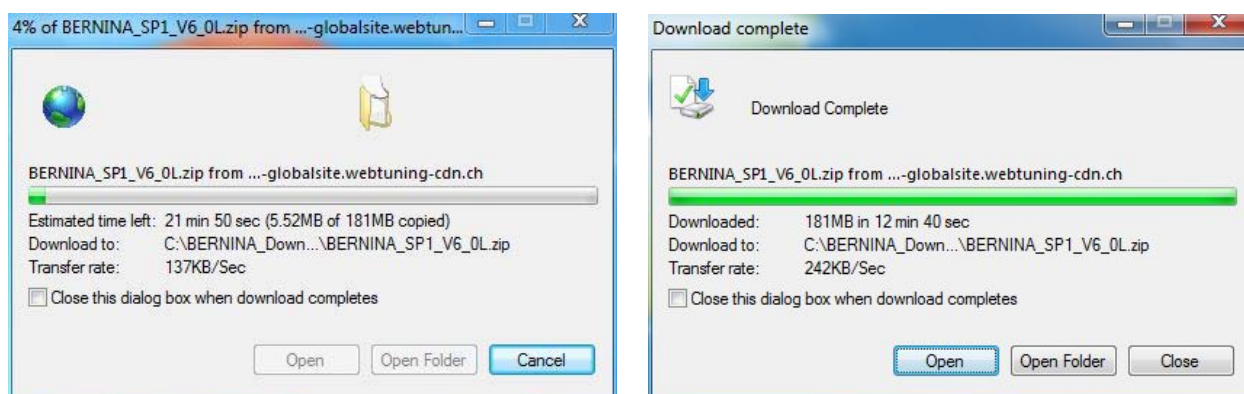 4% of BERNINA_SP1_V6_0L.zip from ...-globalsite.webtun...
BERNINA_SP1_V6_0L.zip from ...-globalsite.webtuning-cdn.ch
Estimated time left: 21 min 50 sec (5.52MB of 181MB copied)
Download to: C:\BERNINA_Down...\BERNINA_SP1_V6_0L.zip
Transfer rate: 137KB/Sec
Close this dialog box when download completes
Open Open Folder Cancel
Download complete
Download Complete
BERNINA_SP1_V6_0L.zip from ...-globalsite.webtuning-cdn.ch
Downloaded: 181MB in 12 min 40 sec
Download to: C:\BERNINA_Down...\BERNINA_SP1_V6_0L.zip
Transfer rate: 242KB/Sec
Close this dialog box when download completes
Open Open Folder Close